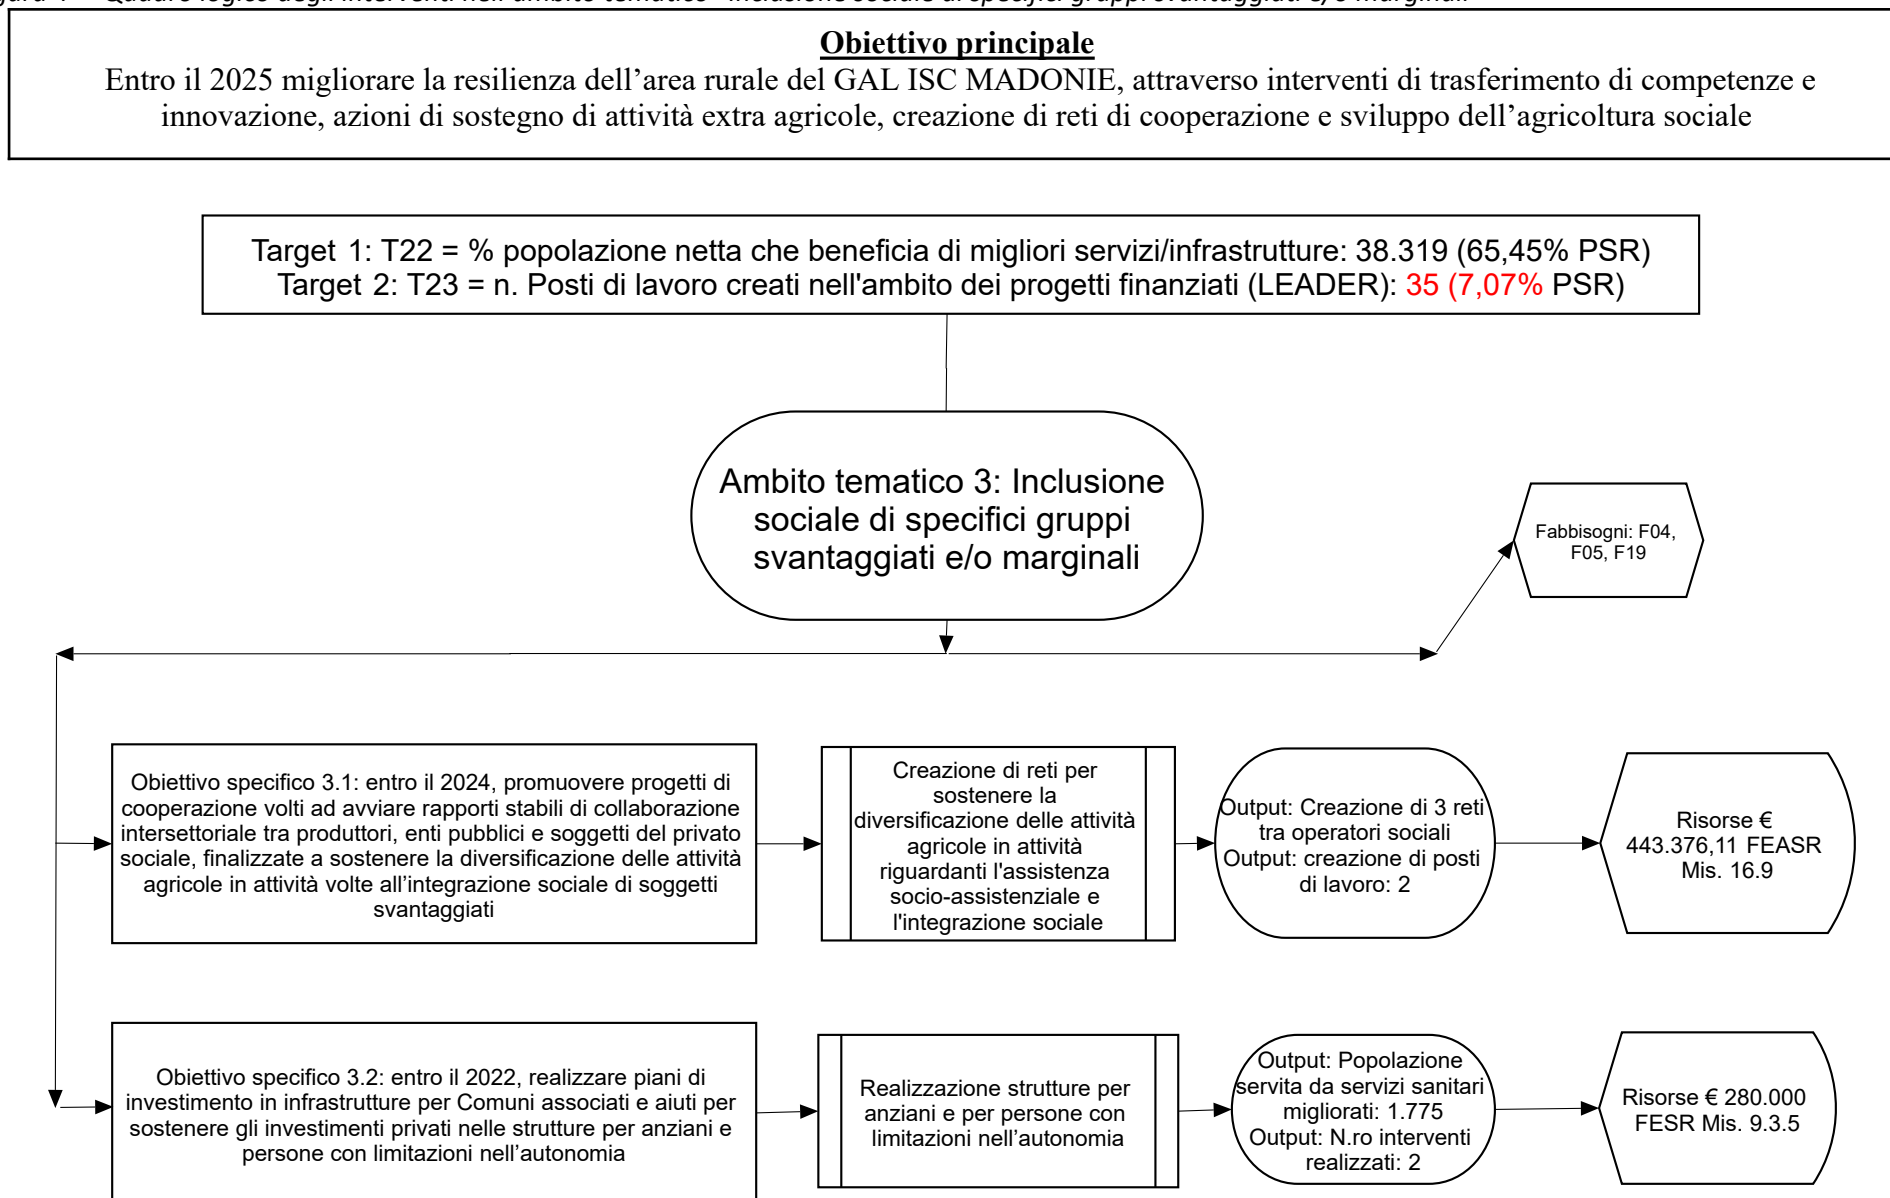 Quadro logico degli interventi nell'ambito tematico
Obiettivo principale
Entro il 2025 migliorare la resilienza dell’area rurale del GAL ISC MADONIE, attraverso interventi di trasferimento di competenze e
innovazione, azioni di sostegno di attività extra agricole, creazione di reti di cooperazione e sviluppo dell’agricoltura sociale
Target 1: T22 = % popolazione netta che beneficia di migliori servizi/infrastrutture: 38.319 (65,45% PSR)
Target 2: T23 = n. Posti di lavoro creati nell'ambito dei progetti finanziati (LEADER): 35 (7,07% PSR)
Ambito tematico 3: Inclusione
sociale di specifici gruppi
svantaggiati e/o marginali
Fabbisogni: F04,
F05, F19
Obiettivo specifico 3.1: entro il 2024, promuovere progetti di
cooperazione volti ad avviare rapporti stabili di collaborazione
intersettoriale tra produttori, enti pubblici e soggetti del privato
sociale, finalizzate a sostenere la diversificazione delle attività
agricole in attività volte all’integrazione sociale di soggetti
svantaggiati
Creazione di reti per
sostenere la
diversificazione delle attività
agricole in attività
riguardanti l'assistenza
socio-assistenziale e
l'integrazione sociale
Output: Creazione di 3 reti
tra operatori sociali
Output: creazione di posti
di lavoro: 2
Risorse €
443.376,11 FEASR
Mis. 16.9
Obiettivo specifico 3.2: entro il 2022, realizzare piani di
investimento in infrastrutture per Comuni associati e aiuti per
sostenere gli investimenti privati nelle strutture per anziani e
persone con limitazioni nell’autonomia
Realizzazione strutture per
anziani e per persone con
limitazioni nell’autonomia
Output: Popolazione
servita da servizi sanitari
migliorati: 1.775
Output: N.ro interventi
realizzati: 2
Risorse € 280.000
FESR Mis. 9.3.5